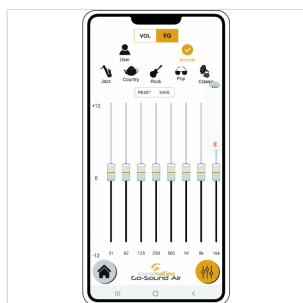 VOL EQ
User Normal
Jazz Country Rock Pop Classic
RESET SAVE
+12
0
-12 31 62 125 250 500 1K 8k 16k
soundsation
Go-Sound Air